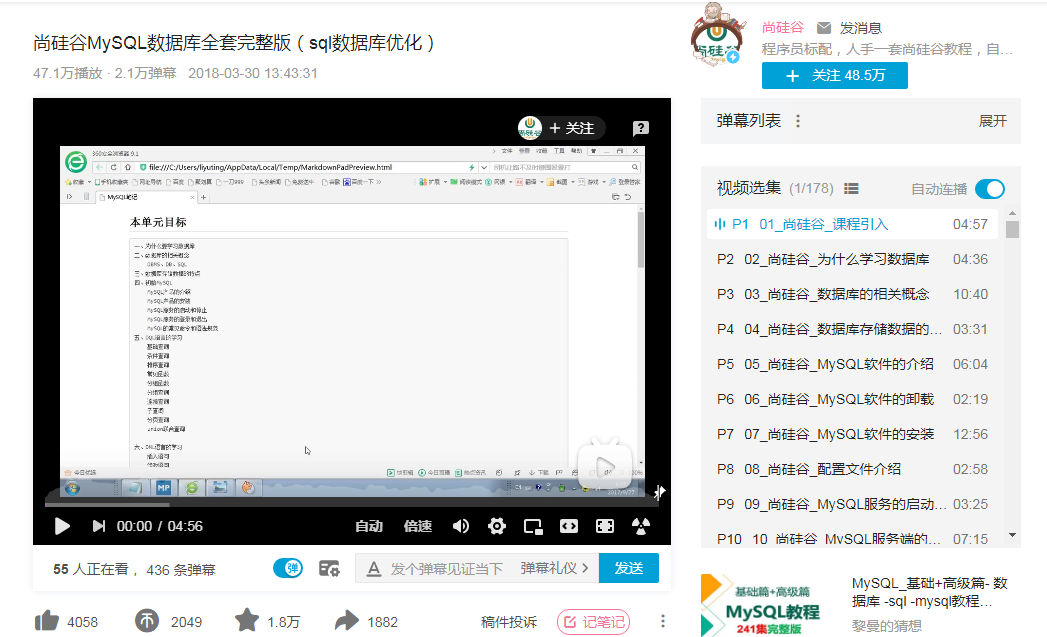 尚硅谷MySQL数据库全套完整版（sql数据库优化）
47.1万播放 · 2.1万弹幕 2018-03-30 13:43:31
尚硅谷 发消息
程序员标配，人手一套尚硅谷教程，自…
+ 关注 48.5万
+ 关注
360安全浏览器 9.1
文件 查看 收藏 工具 帮助
file:///C:/Users/liyuting/AppData/Local/Temp/MarkdownPadPreview.html
MySQL笔记
本单元目标
一、为什么要学习数据库
二、数据库的相关概念
DBMS、DB、SQL
三、数据库存储数据的特点
四、初始MySQL
MySQL产品的介绍
MySQL产品的安装
MySQL服务的启动和停止
MySQL服务的登录和退出
MySQL的常见命令和语法规范
五、DQL语言的学习
基础查询
条件查询
排序查询
常见函数
分组函数
分组查询
连接查询
子查询
分页查询
union联合查询
六、DML语言的学习
插入语句
00:00 / 04:56
自动 倍速
55 人正在看， 436 条弹幕
弹
发个弹幕见证当下
弹幕礼仪 >
发送
4058 2049 1.8万 1882
稿件投诉
记笔记
弹幕列表
展开
视频选集 (1/178)
自动连播
P1 01_尚硅谷_课程引入 04:57
P2 02_尚硅谷_为什么学习数据库 04:36
P3 03_尚硅谷_数据库的相关概念 10:40
P4 04_尚硅谷_数据库存储数据的… 03:31
P5 05_尚硅谷_MySQL软件的介绍 06:04
P6 06_尚硅谷_MySQL软件的卸载 02:19
P7 07_尚硅谷_MySQL软件的安装 12:56
P8 08_尚硅谷_配置文件介绍 02:58
P9 09_尚硅谷_MySQL服务的启动… 03:25
P10 10_尚硅谷_MySQL服务端的… 07:15
基础篇+高级篇
MySQL教程
241集完整版
MySQL_基础+高级篇- 数
据库 -sql -mysql教程…
黎曼的猜想